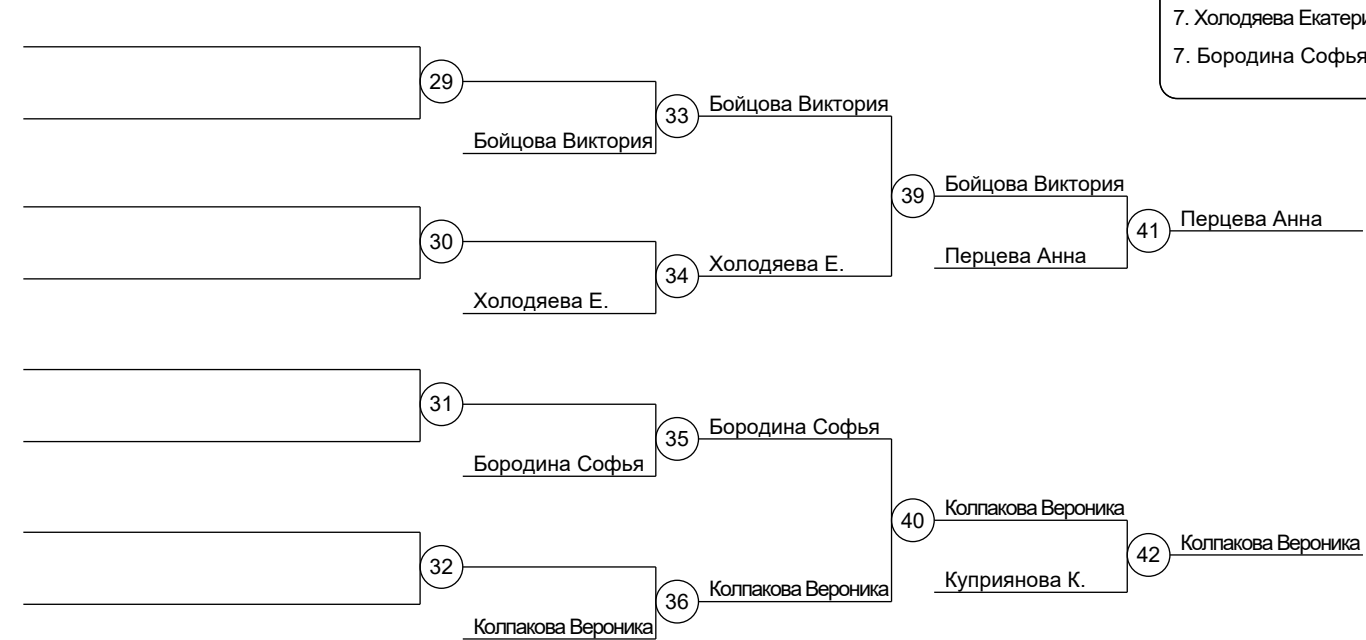 7. Холодяева Екатери
7. Бородина Софья
29
33
Бойцова Виктория
Бойцова Виктория
39
Бойцова Виктория
41
Перцева Анна
30
34
Холодяева Е.
Перцева Анна
Холодяева Е.
31
35
Бородина Софья
Бородина Софья
40
Колпакова Вероника
42
Колпакова Вероника
32
36
Колпакова Вероника
Куприянова К.
Колпакова Вероника